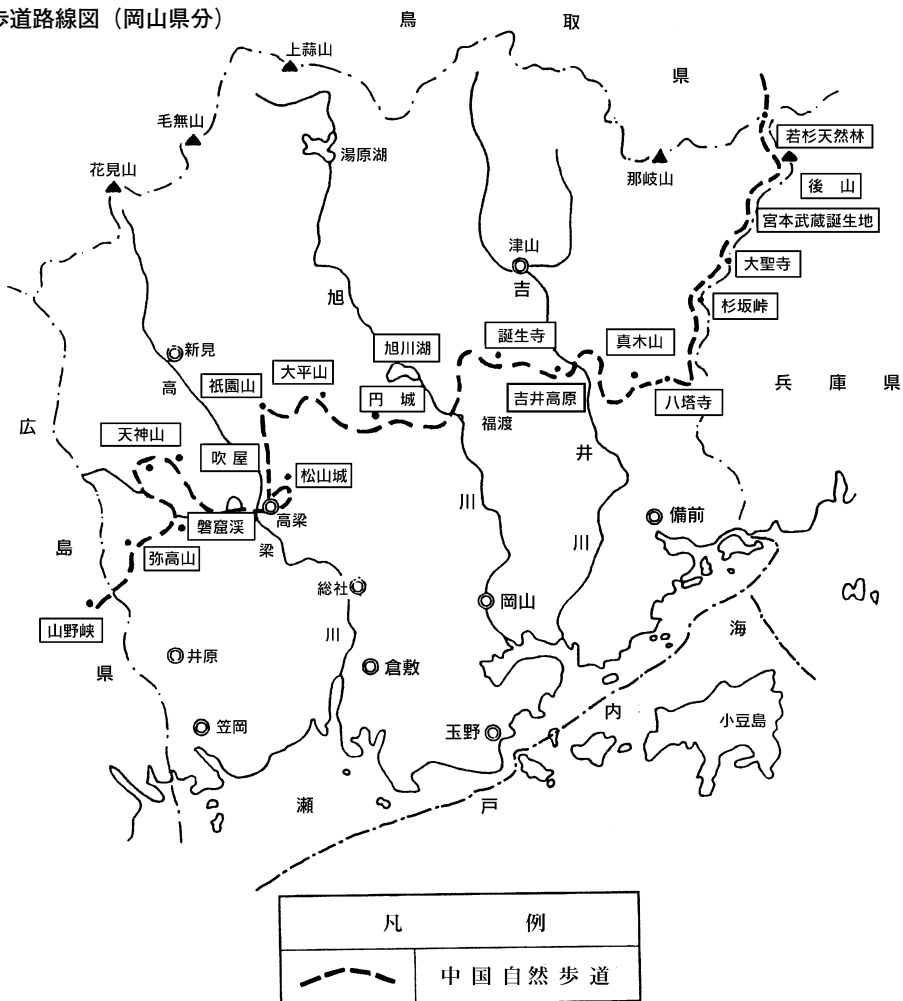 歩道路線図（岡山県分）
鳥取県
上蒜山
毛無山
花見山
湯原湖
那岐山
若杉天然林
後山
宮本武蔵誕生地
大聖寺
杉坂峠
津山
吉井川
旭川
誕生寺
真木山
旭川湖
新見
大平山
祇園山
高梁川
円城
福渡
吉井高原
八塔寺
兵庫県
広島県
天神山
吹屋
松山城
高梁
磐窟渓
弥高山
備前
総社
岡山
山野峡
井原
倉敷
笠岡
玉野
小豆島
瀬戸内海
凡例
中国自然歩道